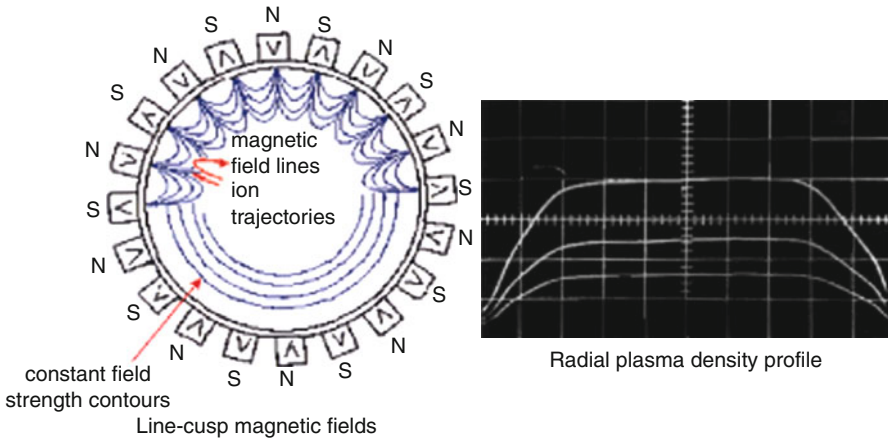 N
S
S
N
N
S
S
N
N
magnetic
field lines
ion
trajectories
S
S
N
N
S
S
N
N
S
S
N
constant field
strength contours
Line-cusp magnetic fields
Radial plasma density profile